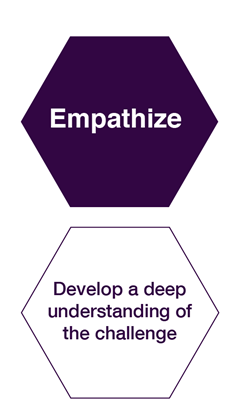 Empathize
Develop a deep
understanding of
the challenge